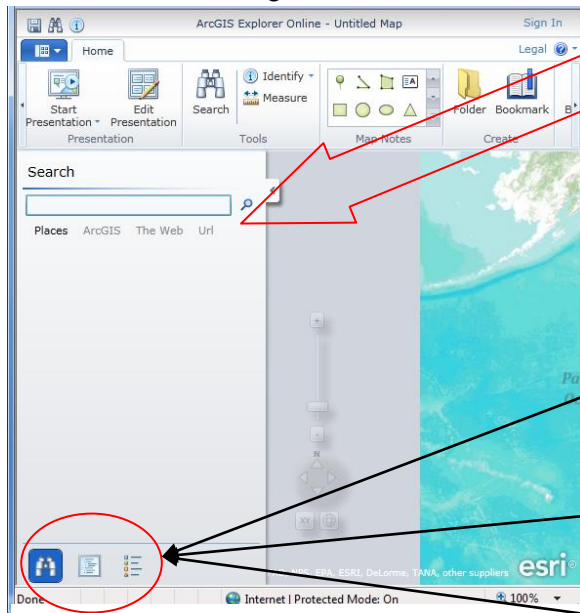 ArcGIS Explorer Online - Untitled Map
Sign In
Home
Legal
Start Presentation
Edit Presentation
Search
Identify
Measure
A
Folder
Bookmark
B
Presentation
Tools
Map Notes
Create
Search
Places ArcGIS The Web Url
N
XY
Pa
NPS, EPA, ESRI, DeLorme, TANA, other suppliers
esri
Done
Internet | Protected Mode: On
100%